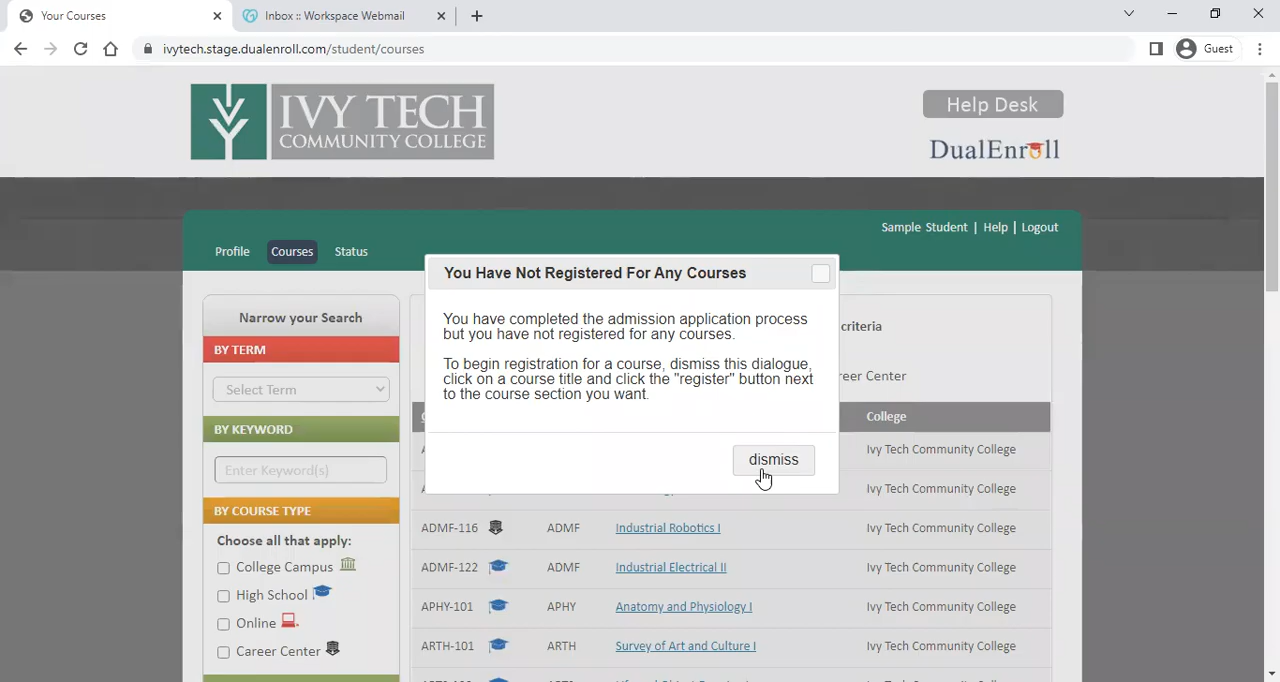 Your Courses
Inbox :: Workspace Webmail
ivytech.stage.dualenroll.com/student/courses
Guest
IVY TECH
COMMUNITY COLLEGE
Help Desk
DualEnroll
Sample Student | Help | Logout
Profile Courses Status
You Have Not Registered For Any Courses
You have completed the admission application process
but you have not registered for any courses.
To begin registration for a course, dismiss this dialogue,
click on a course title and click the "register" button next
to the course section you want.
dismiss
Narrow your Search
BY TERM
Select Term
BY KEYWORD
Enter Keyword(s)
BY COURSE TYPE
Choose all that apply:
College Campus
High School
Online
Career Center
criteria
College
Ivy Tech Community College
Ivy Tech Community College
ADMF-116 ADMF Industrial Robotics I Ivy Tech Community College
ADMF-122 ADMF Industrial Electrical II Ivy Tech Community College
APHY-101 APHY Anatomy and Physiology I Ivy Tech Community College
ARTH-101 ARTH Survey of Art and Culture I Ivy Tech Community College